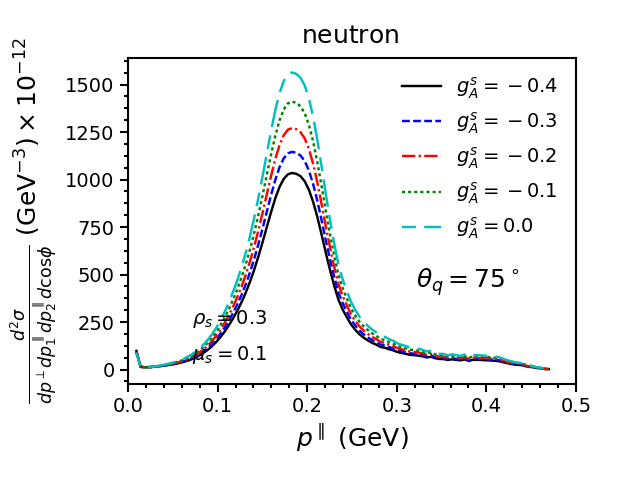 neutron
d²σ / dp^⊥ dp₁^∥ dp₂^∥ dcosϕ (GeV⁻³) × 10⁻¹²
1500
1250
1000
750
500
250
0
g_A^s = −0.4
g_A^s = −0.3
g_A^s = −0.2
g_A^s = −0.1
g_A^s = 0.0
θ_q = 75°
ρ_s = 0.3
μ_s = 0.1
0.0 0.1 0.2 0.3 0.4 0.5
p^∥ (GeV)